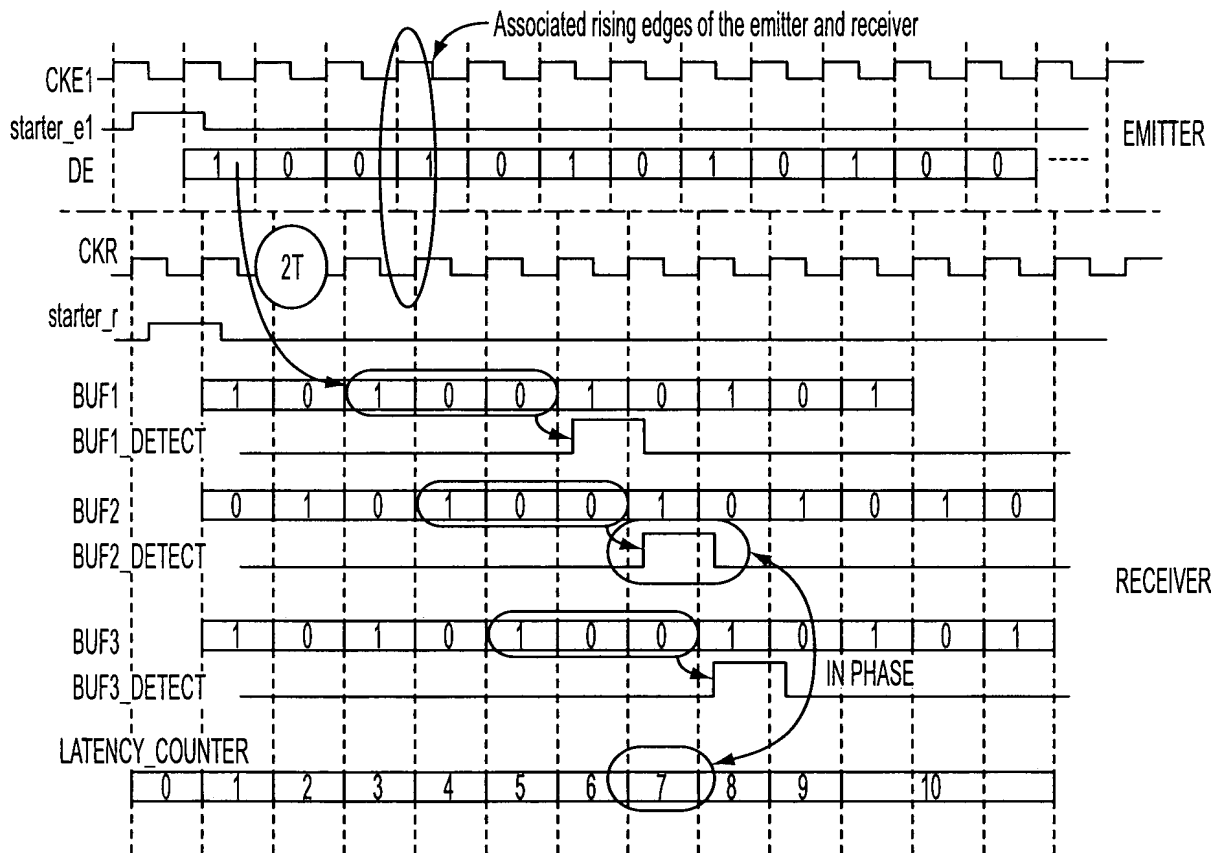 Associated rising edges of the emitter and receiver
CKE1
starter_e1
EMITTER
DE 1 0 0 1 0 1 0 1 0 1 0 0
CKR
2T
starter_r
BUF1 1 0 1 0 0 1 0 1 0 1
BUF1_DETECT
BUF2 0 1 0 1 0 0 1 0 1 0 1 0
BUF2_DETECT
RECEIVER
BUF3 1 0 1 0 1 0 0 1 0 1 0 1
BUF3_DETECT
IN PHASE
LATENCY_COUNTER
0 1 2 3 4 5 6 7 8 9 10